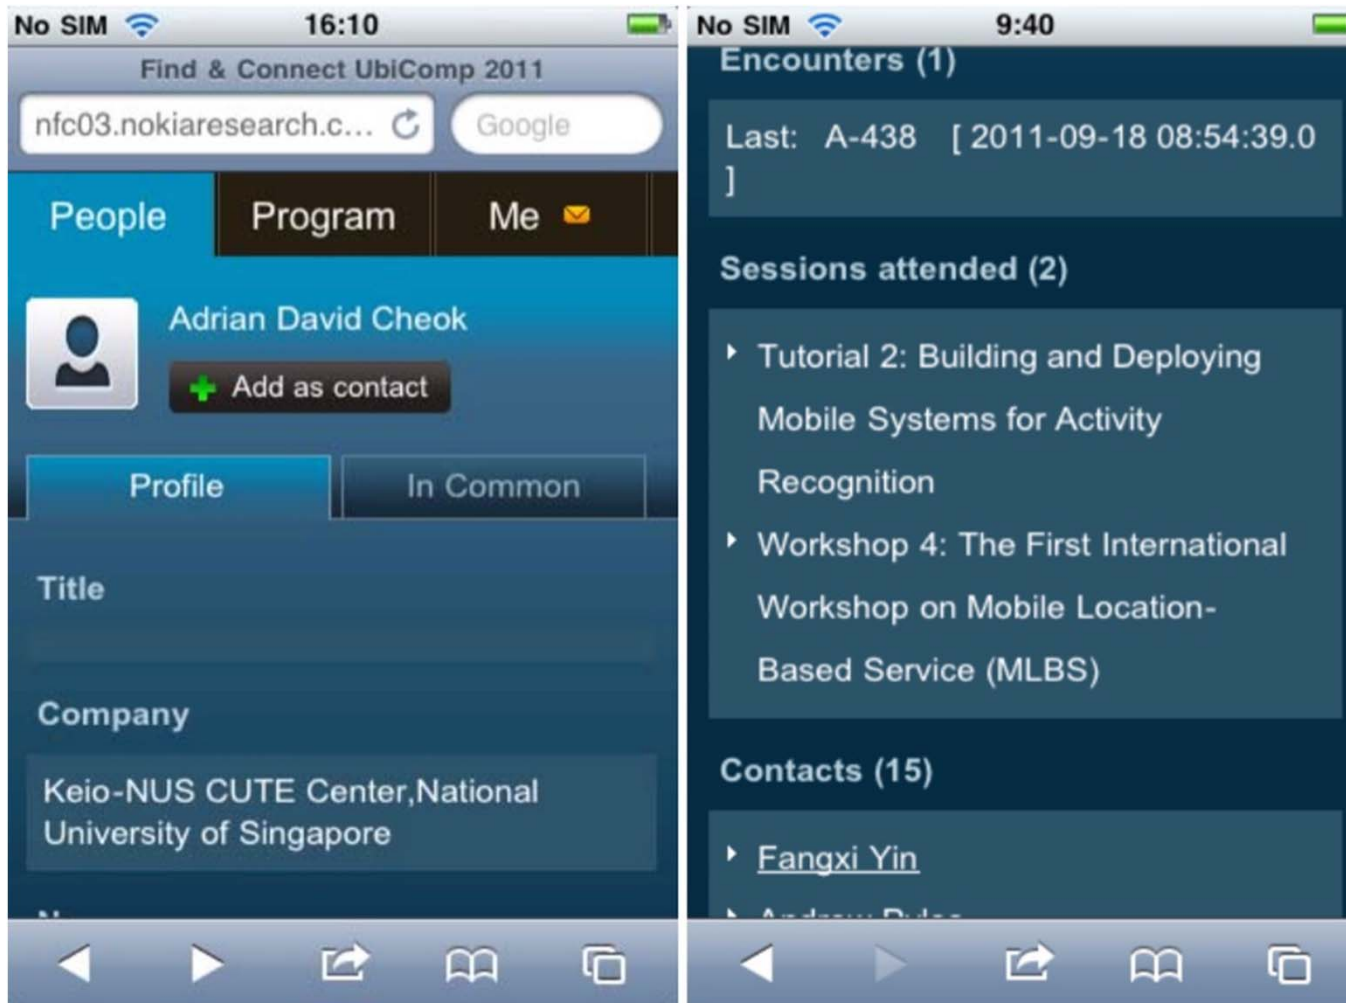 No SIM 16:10
Find & Connect UbiComp 2011
nfc03.nokiaresearch.c... Google
People Program Me
Adrian David Cheok
Add as contact
Profile In Common
Title
Company
Keio-NUS CUTE Center,National
University of Singapore
No SIM 9:40
Encounters (1)
Last: A-438 [ 2011-09-18 08:54:39.0
]
Sessions attended (2)
Tutorial 2: Building and Deploying
Mobile Systems for Activity
Recognition
Workshop 4: The First International
Workshop on Mobile Location-
Based Service (MLBS)
Contacts (15)
Fangxi Yin